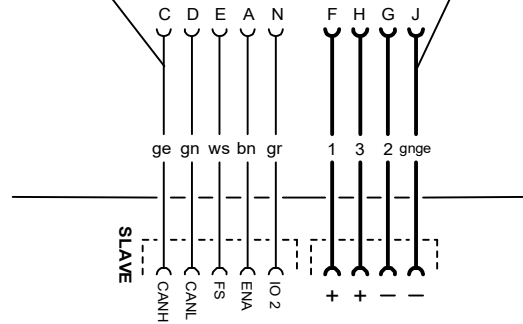 C D E A N F H G J
ge gn ws bn gr 1 3 2 gnge
SLAVE
CANH CANL FS ENA IO 2 + + – –